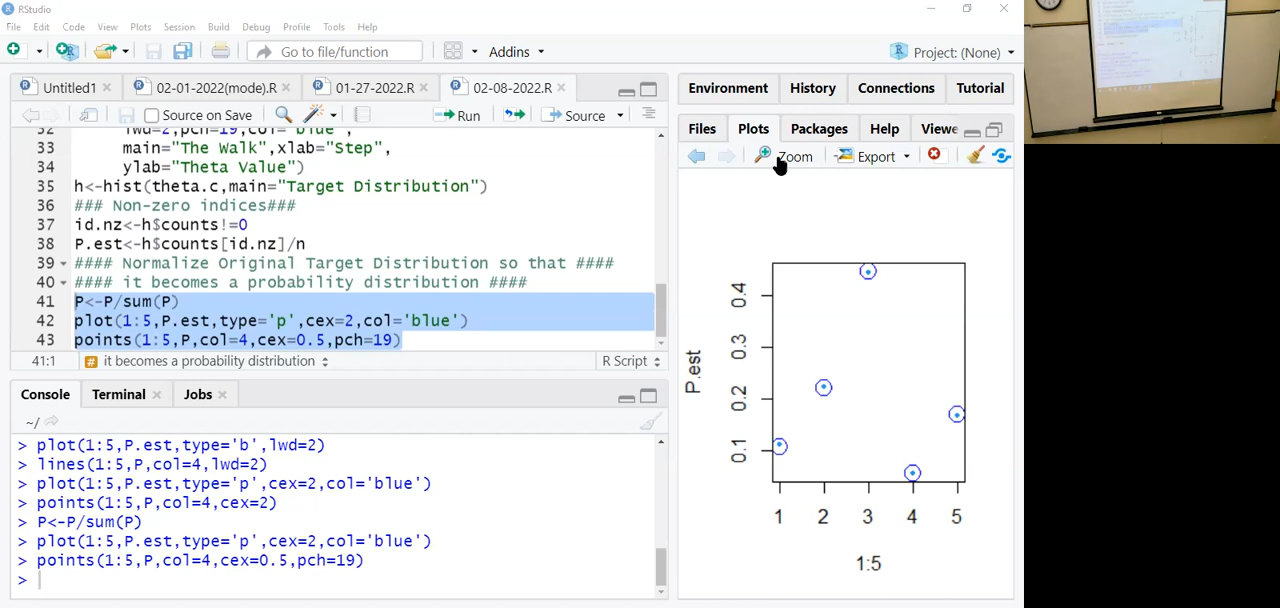 RStudio
File Edit Code View Plots Session Build Debug Profile Tools Help
Go to file/function Addins Project: (None)
Untitled1 02-01-2022(mode).R 01-27-2022.R 02-08-2022.R
Source on Save Run Source
32 lwd=2,pch=19,col="blue",
33 main="The Walk",xlab="Step",
34 ylab="Theta Value")
35 h<-hist(theta.c,main="Target Distribution")
36 ### Non-zero indices###
37 id.nz<-h$counts!=0
38 P.est<-h$counts[id.nz]/n
39 #### Normalize Original Target Distribution so that ####
40 #### it becomes a probability distribution ####
41 P<-P/sum(P)
42 plot(1:5,P.est,type='p',cex=2,col='blue')
43 points(1:5,P,col=4,cex=0.5,pch=19)
41:1 # it becomes a probability distribution R Script
Console Terminal Jobs
~/
> plot(1:5,P.est,type='b',lwd=2)
> lines(1:5,P,col=4,lwd=2)
> plot(1:5,P.est,type='p',cex=2,col='blue')
> points(1:5,P,col=4,cex=2)
> P<-P/sum(P)
> plot(1:5,P.est,type='p',cex=2,col='blue')
> points(1:5,P,col=4,cex=0.5,pch=19)
>
Environment History Connections Tutorial
Files Plots Packages Help Viewe
Zoom Export
P.est
0.4
0.3
0.2
0.1
1 2 3 4 5
1:5